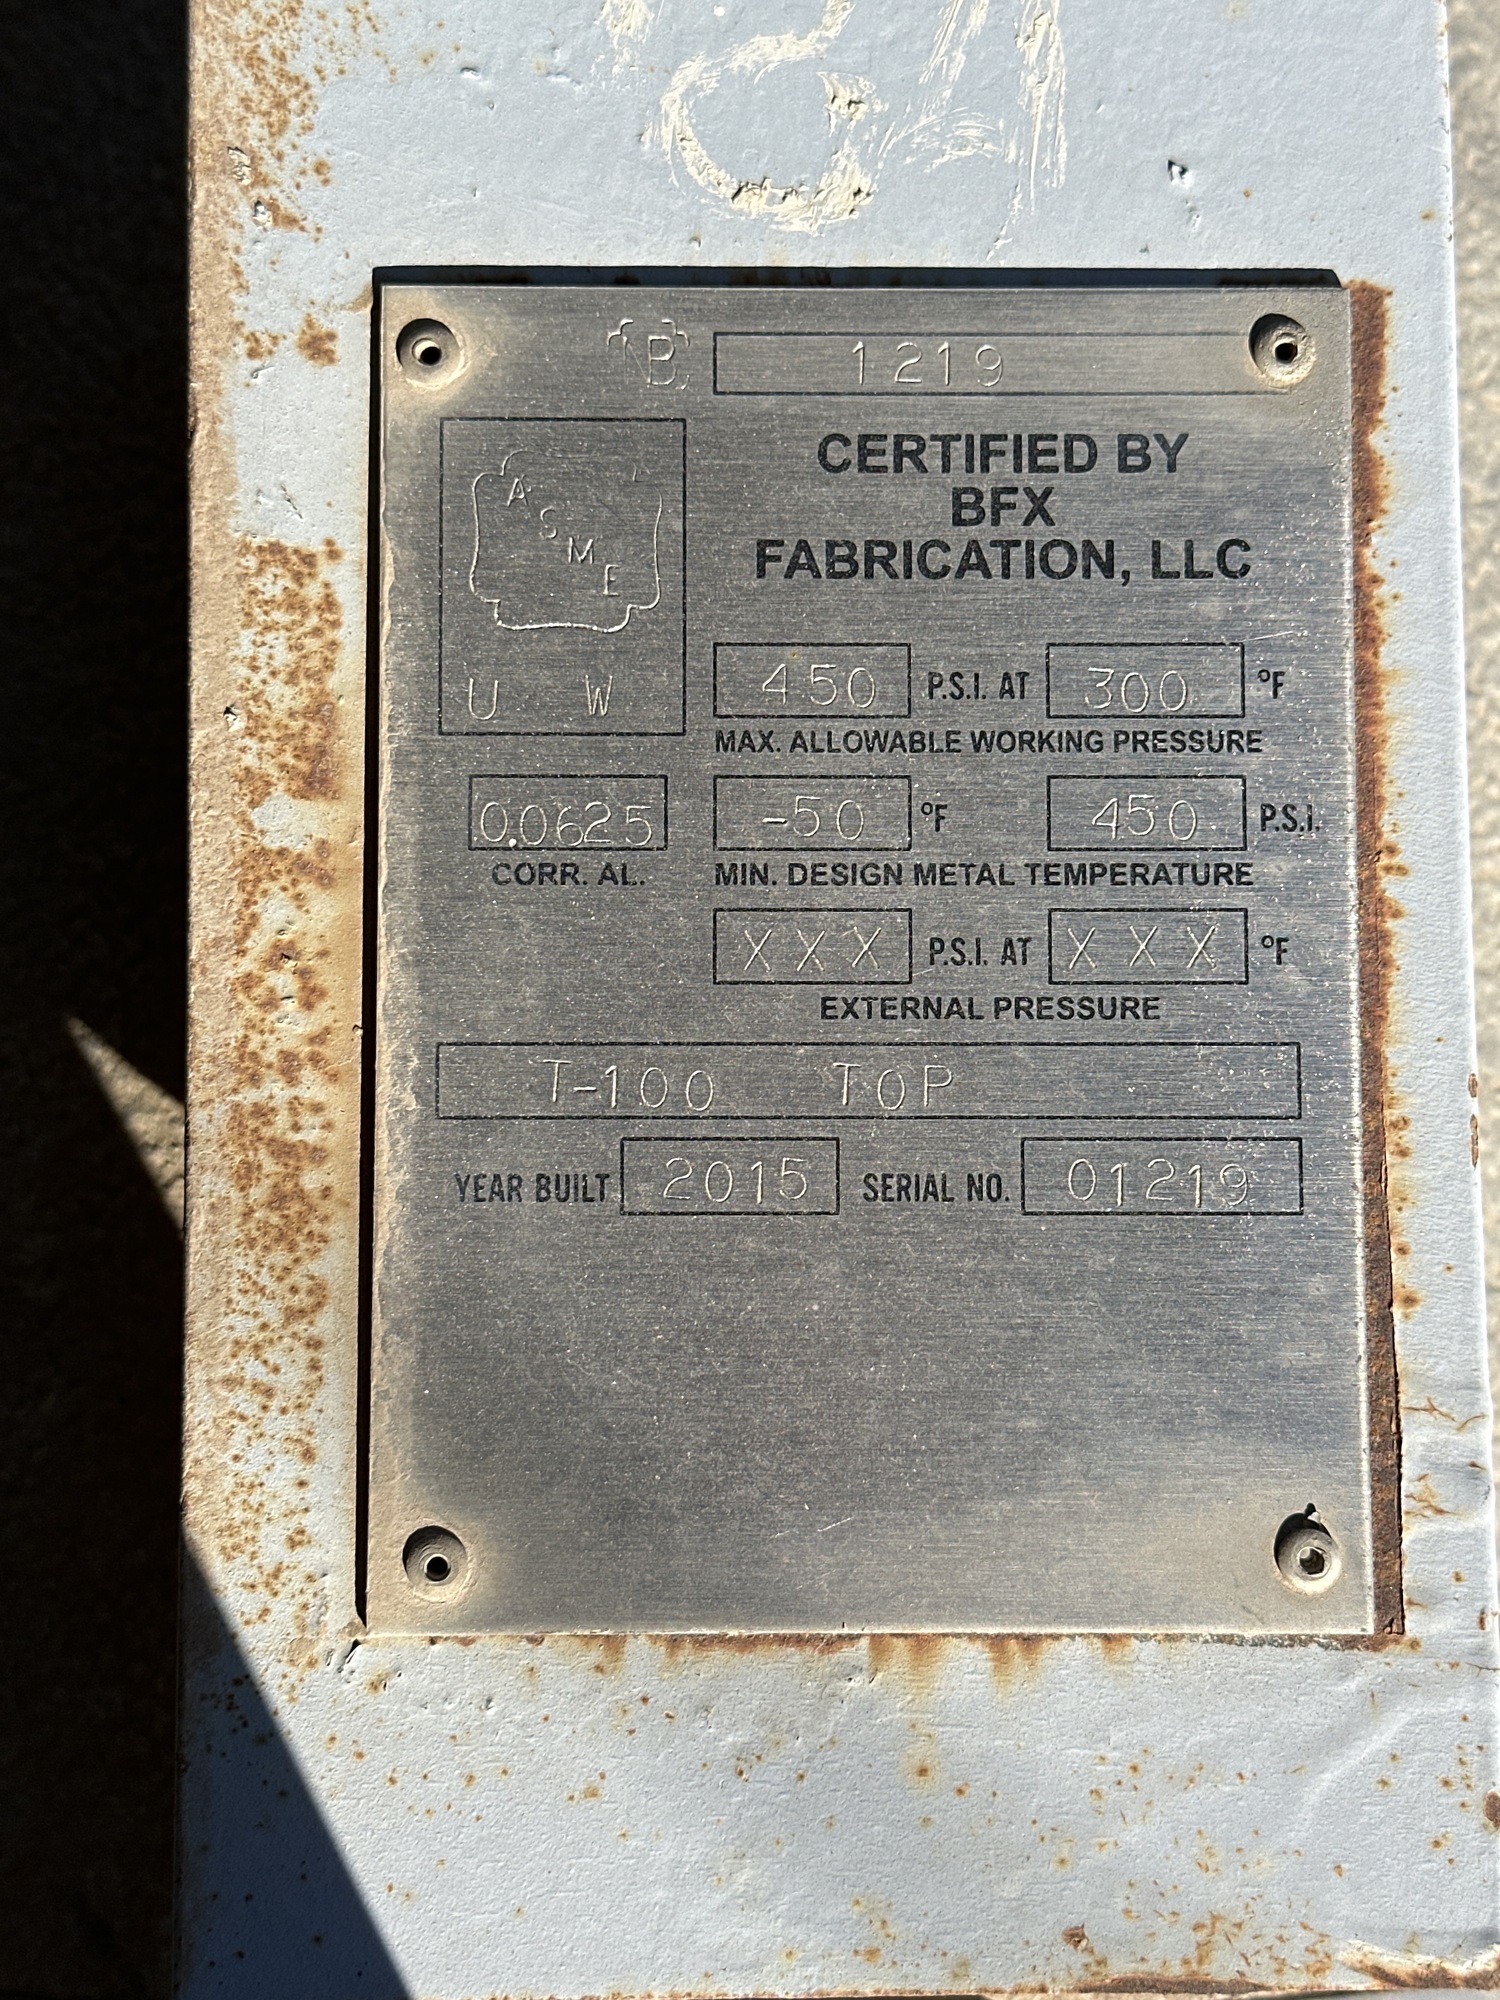 NB 1219
ASME
CERTIFIED BY
BFX
FABRICATION, LLC
U W
450 P.S.I. AT 300 °F
MAX. ALLOWABLE WORKING PRESSURE
0.0625 -50 °F 450 P.S.I.
CORR. AL. MIN. DESIGN METAL TEMPERATURE
XXX P.S.I. AT XXX °F
EXTERNAL PRESSURE
T-100 TOP
YEAR BUILT 2015 SERIAL NO. 01219